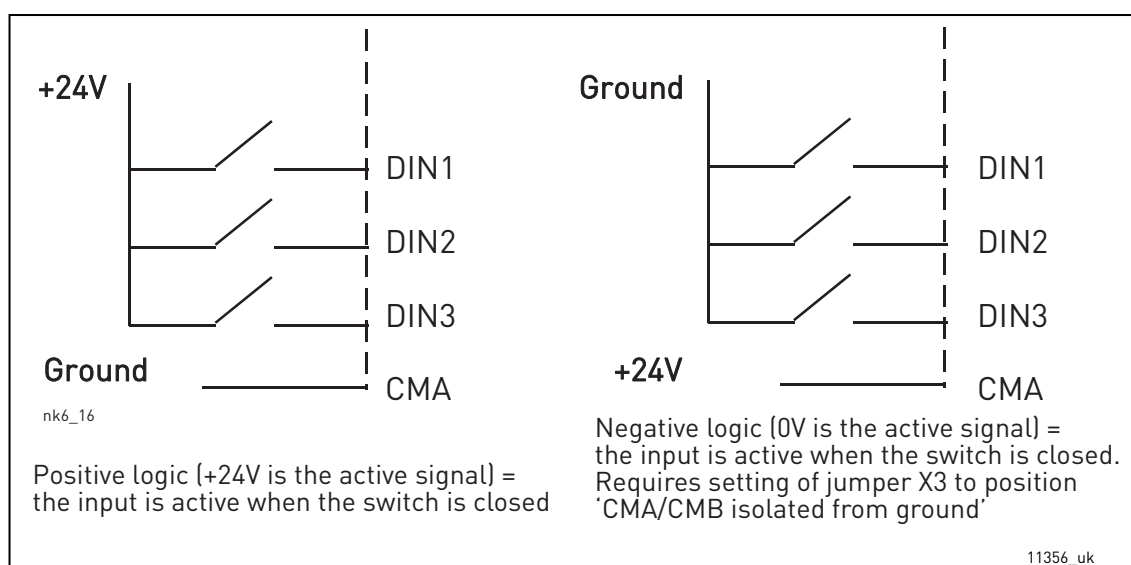 +24V
DIN1
DIN2
DIN3
Ground
CMA
nk6_16
Positive logic (+24V is the active signal) =
the input is active when the switch is closed
Ground
DIN1
DIN2
DIN3
+24V
CMA
Negative logic (0V is the active signal) =
the input is active when the switch is closed.
Requires setting of jumper X3 to position
‘CMA/CMB isolated from ground’
11356_uk